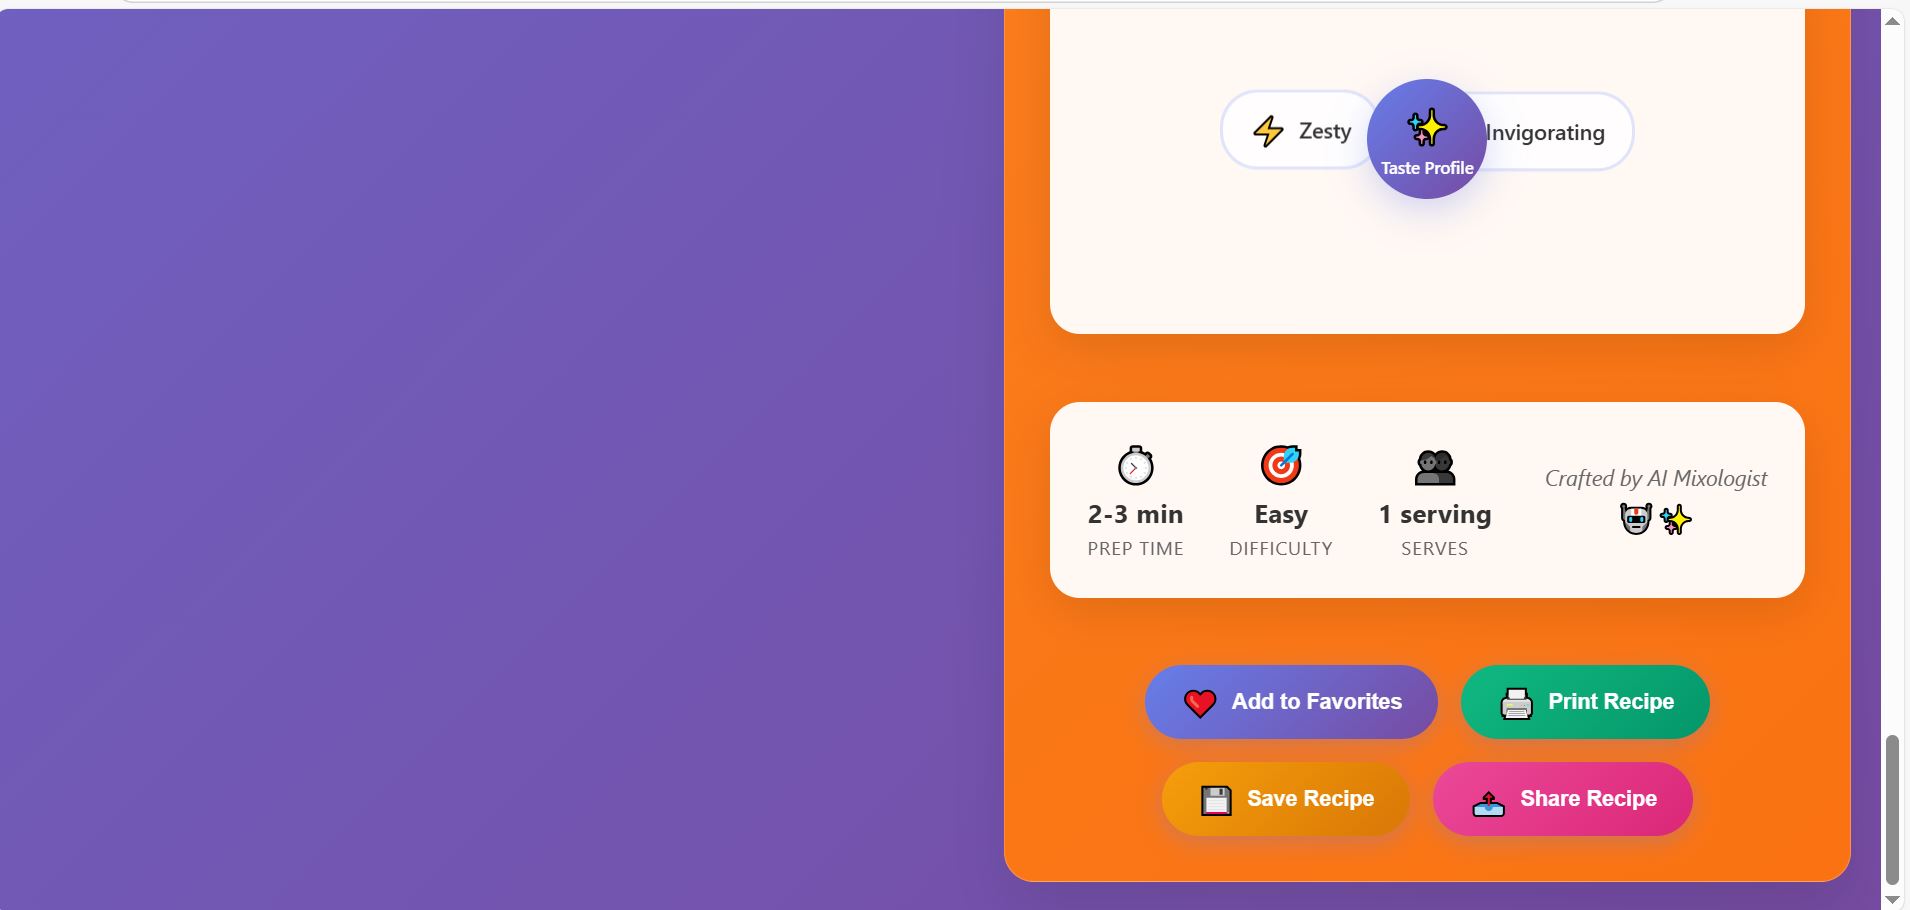 Zesty
Taste Profile
Invigorating
2-3 min
PREP TIME
Easy
DIFFICULTY
1 serving
SERVES
Crafted by AI Mixologist
Add to Favorites
Print Recipe
Save Recipe
Share Recipe